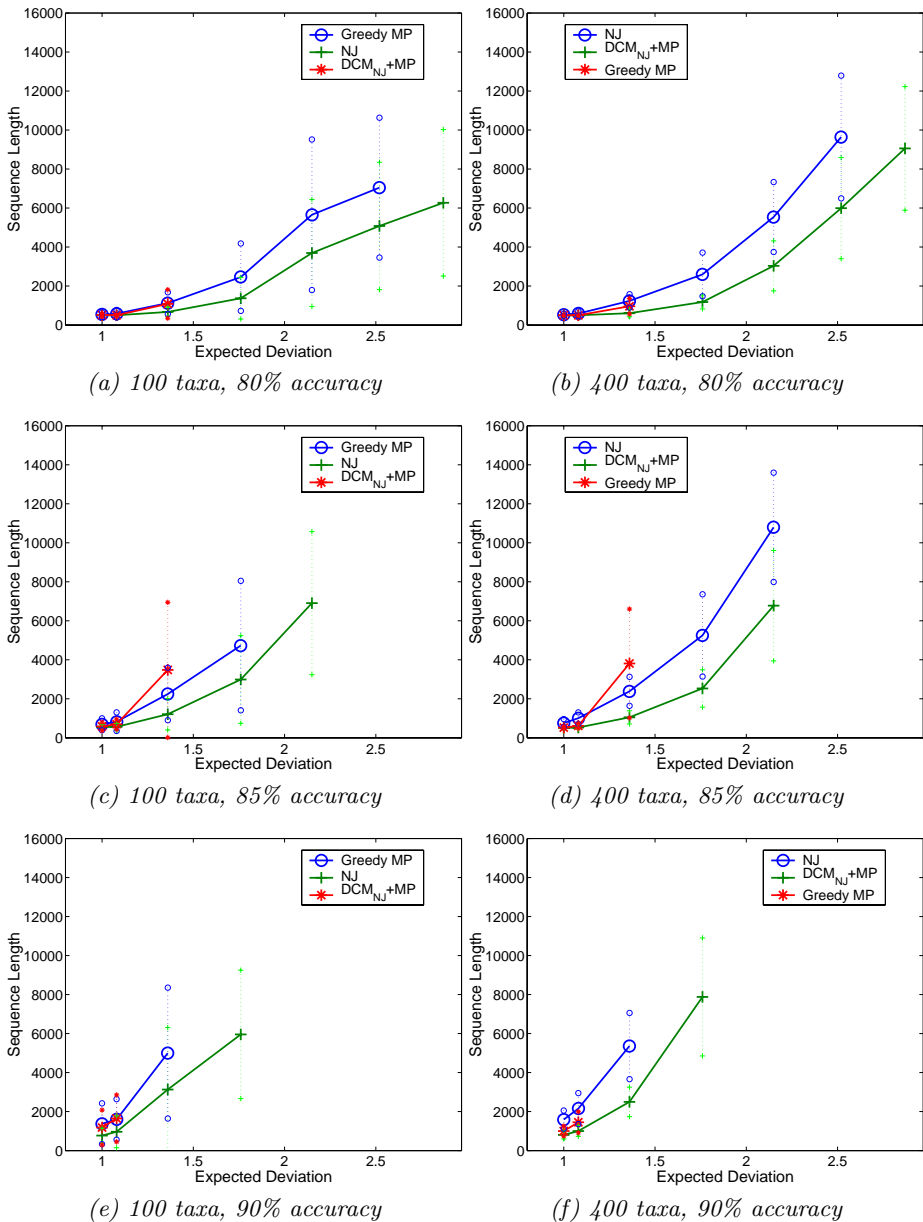 16000
14000
12000
10000
8000
6000
4000
2000
0
Sequence Length
1
1.5
2
2.5
Expected Deviation
Greedy MP
NJ
DCM_NJ+MP
(a) 100 taxa, 80% accuracy
16000
14000
12000
10000
8000
6000
4000
2000
0
Sequence Length
1
1.5
2
2.5
Expected Deviation
NJ
DCM_NJ+MP
Greedy MP
(b) 400 taxa, 80% accuracy
16000
14000
12000
10000
8000
6000
4000
2000
0
Sequence Length
1
1.5
2
2.5
Expected Deviation
Greedy MP
NJ
DCM_NJ+MP
(c) 100 taxa, 85% accuracy
16000
14000
12000
10000
8000
6000
4000
2000
0
Sequence Length
1
1.5
2
2.5
Expected Deviation
NJ
DCM_NJ+MP
Greedy MP
(d) 400 taxa, 85% accuracy
16000
14000
12000
10000
8000
6000
4000
2000
0
Sequence Length
1
1.5
2
2.5
Expected Deviation
Greedy MP
NJ
DCM_NJ+MP
(e) 100 taxa, 90% accuracy
16000
14000
12000
10000
8000
6000
4000
2000
0
Sequence Length
1
1.5
2
2.5
Expected Deviation
NJ
DCM_NJ+MP
Greedy MP
(f) 400 taxa, 90% accuracy